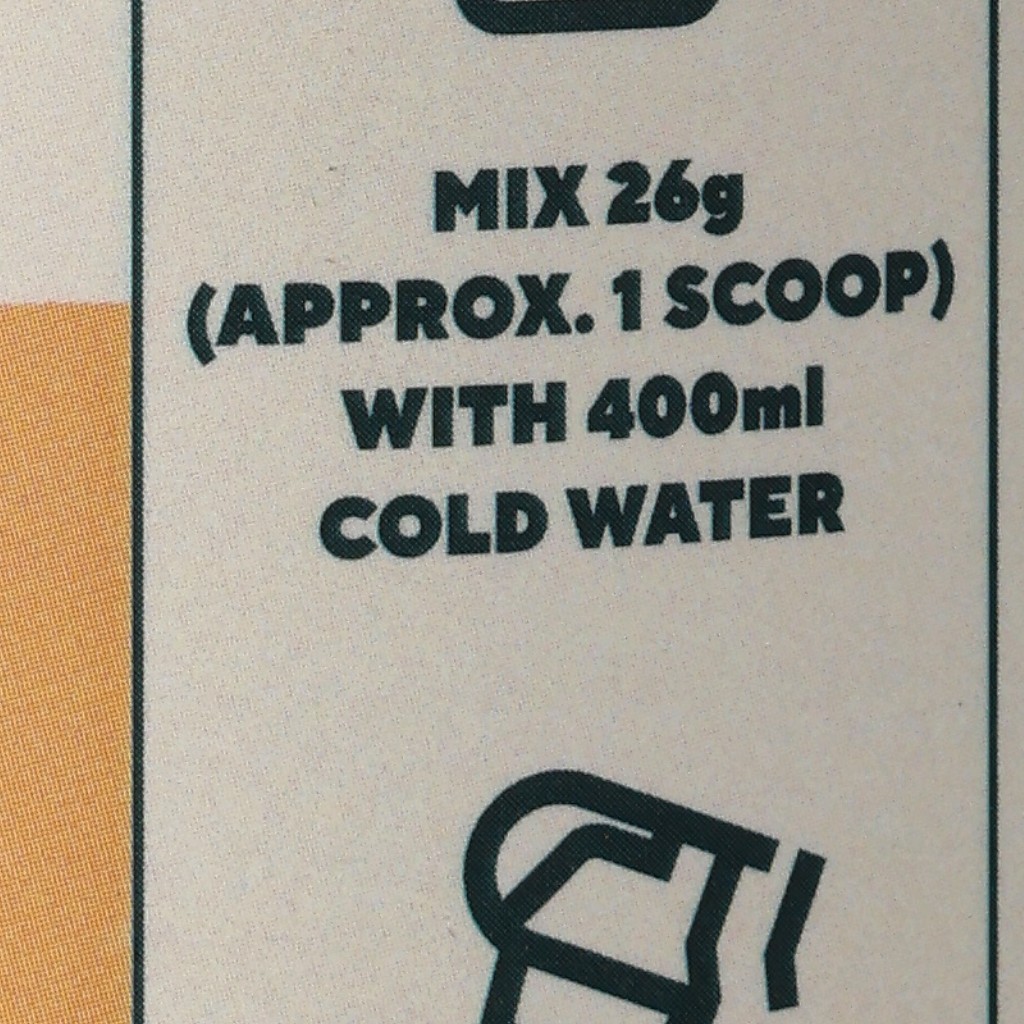 MIX 26g
(APPROX. 1 SCOOP)
WITH 400ml
COLD WATER